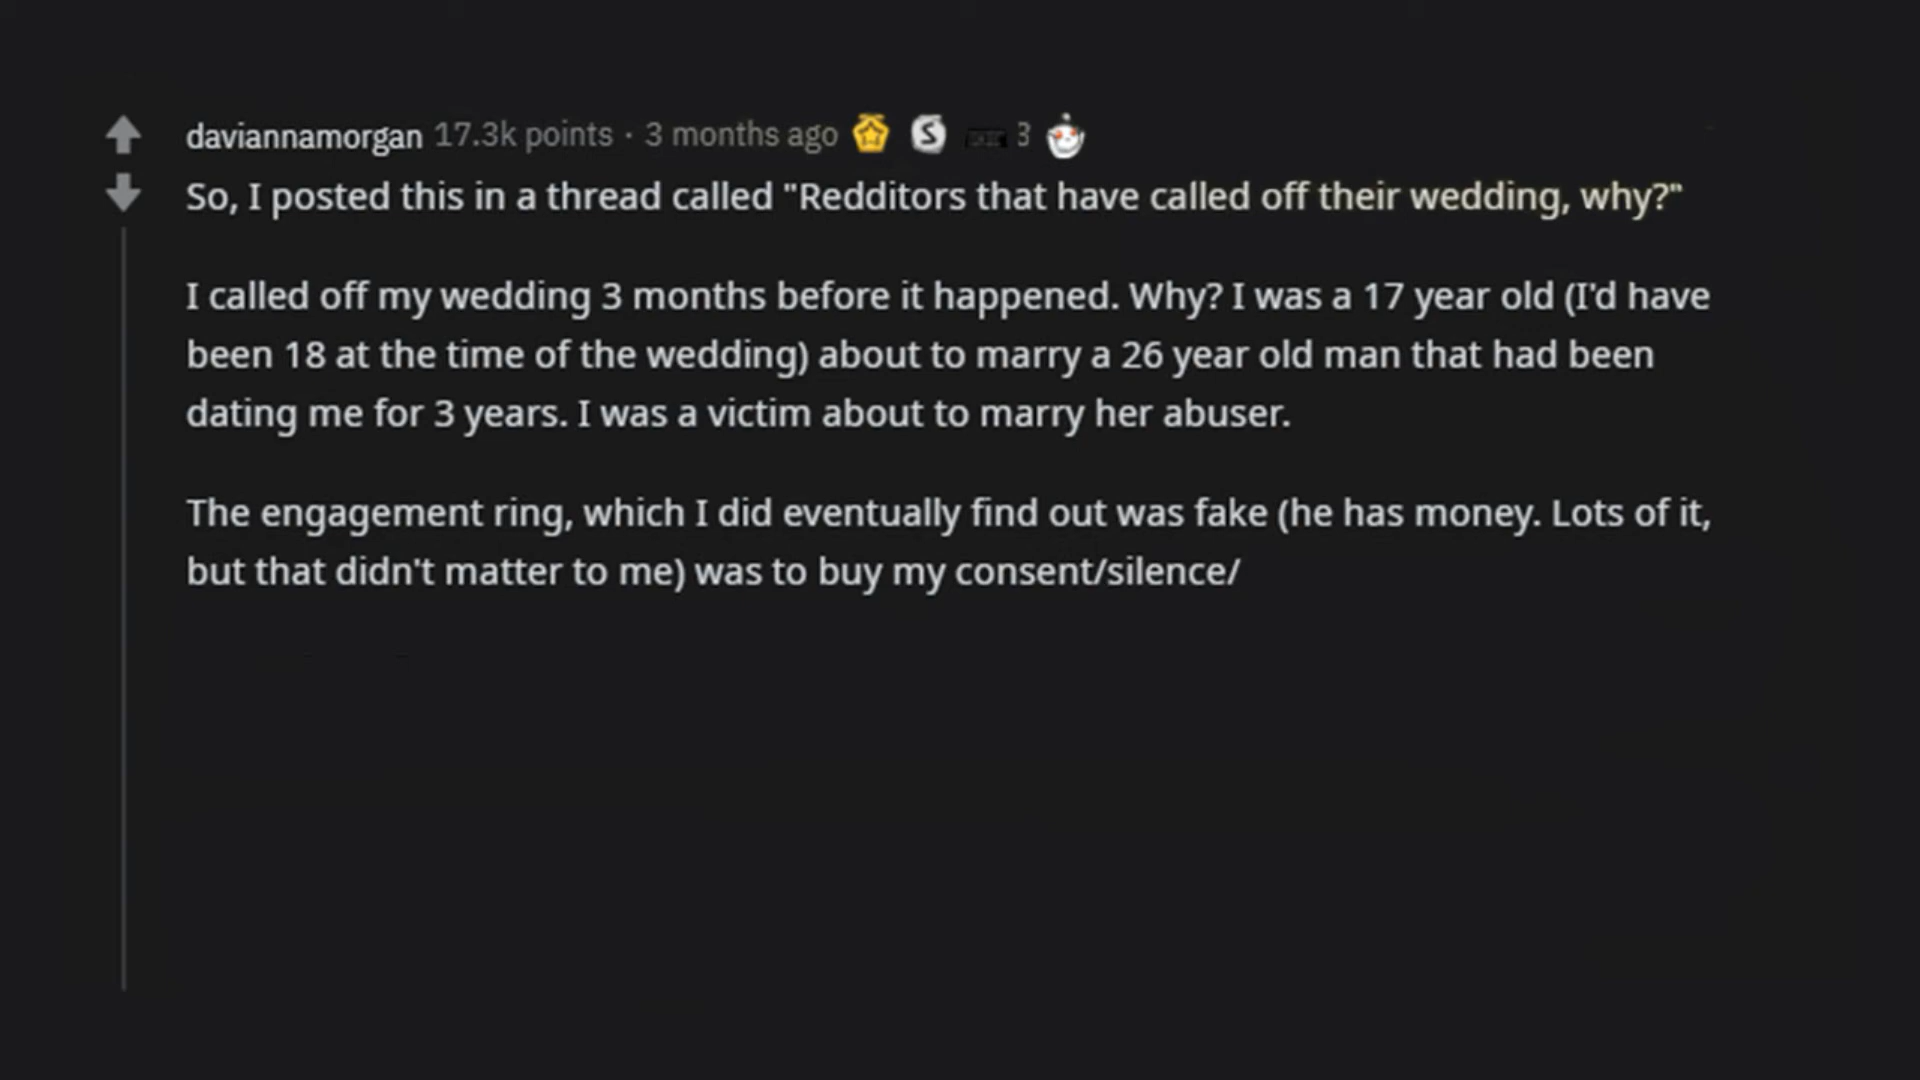 daviannamorgan 17.3k points · 3 months ago S 3
So, I posted this in a thread called "Redditors that have called off their wedding, why?"
I called off my wedding 3 months before it happened. Why? I was a 17 year old (I'd have
been 18 at the time of the wedding) about to marry a 26 year old man that had been
dating me for 3 years. I was a victim about to marry her abuser.
The engagement ring, which I did eventually find out was fake (he has money. Lots of it,
but that didn't matter to me) was to buy my consent/silence/